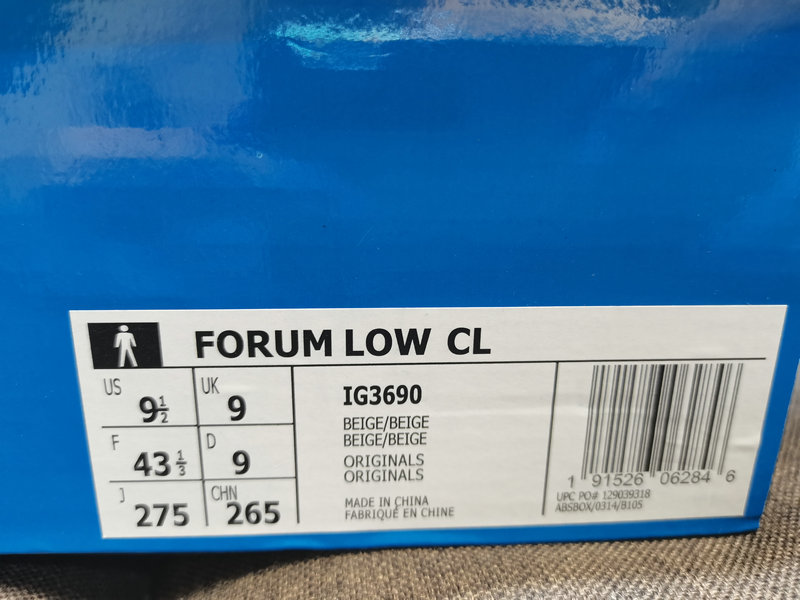 FORUM LOW CL
US 9½ UK 9
F 43⅓ D 9
J 275 CHN 265
IG3690
BEIGE/BEIGE
BEIGE/BEIGE
ORIGINALS
ORIGINALS
MADE IN CHINA
FABRIQUÉ EN CHINE
1 91526 06284 6
UPC PO# 129039318
ABSBOX/0314/B105